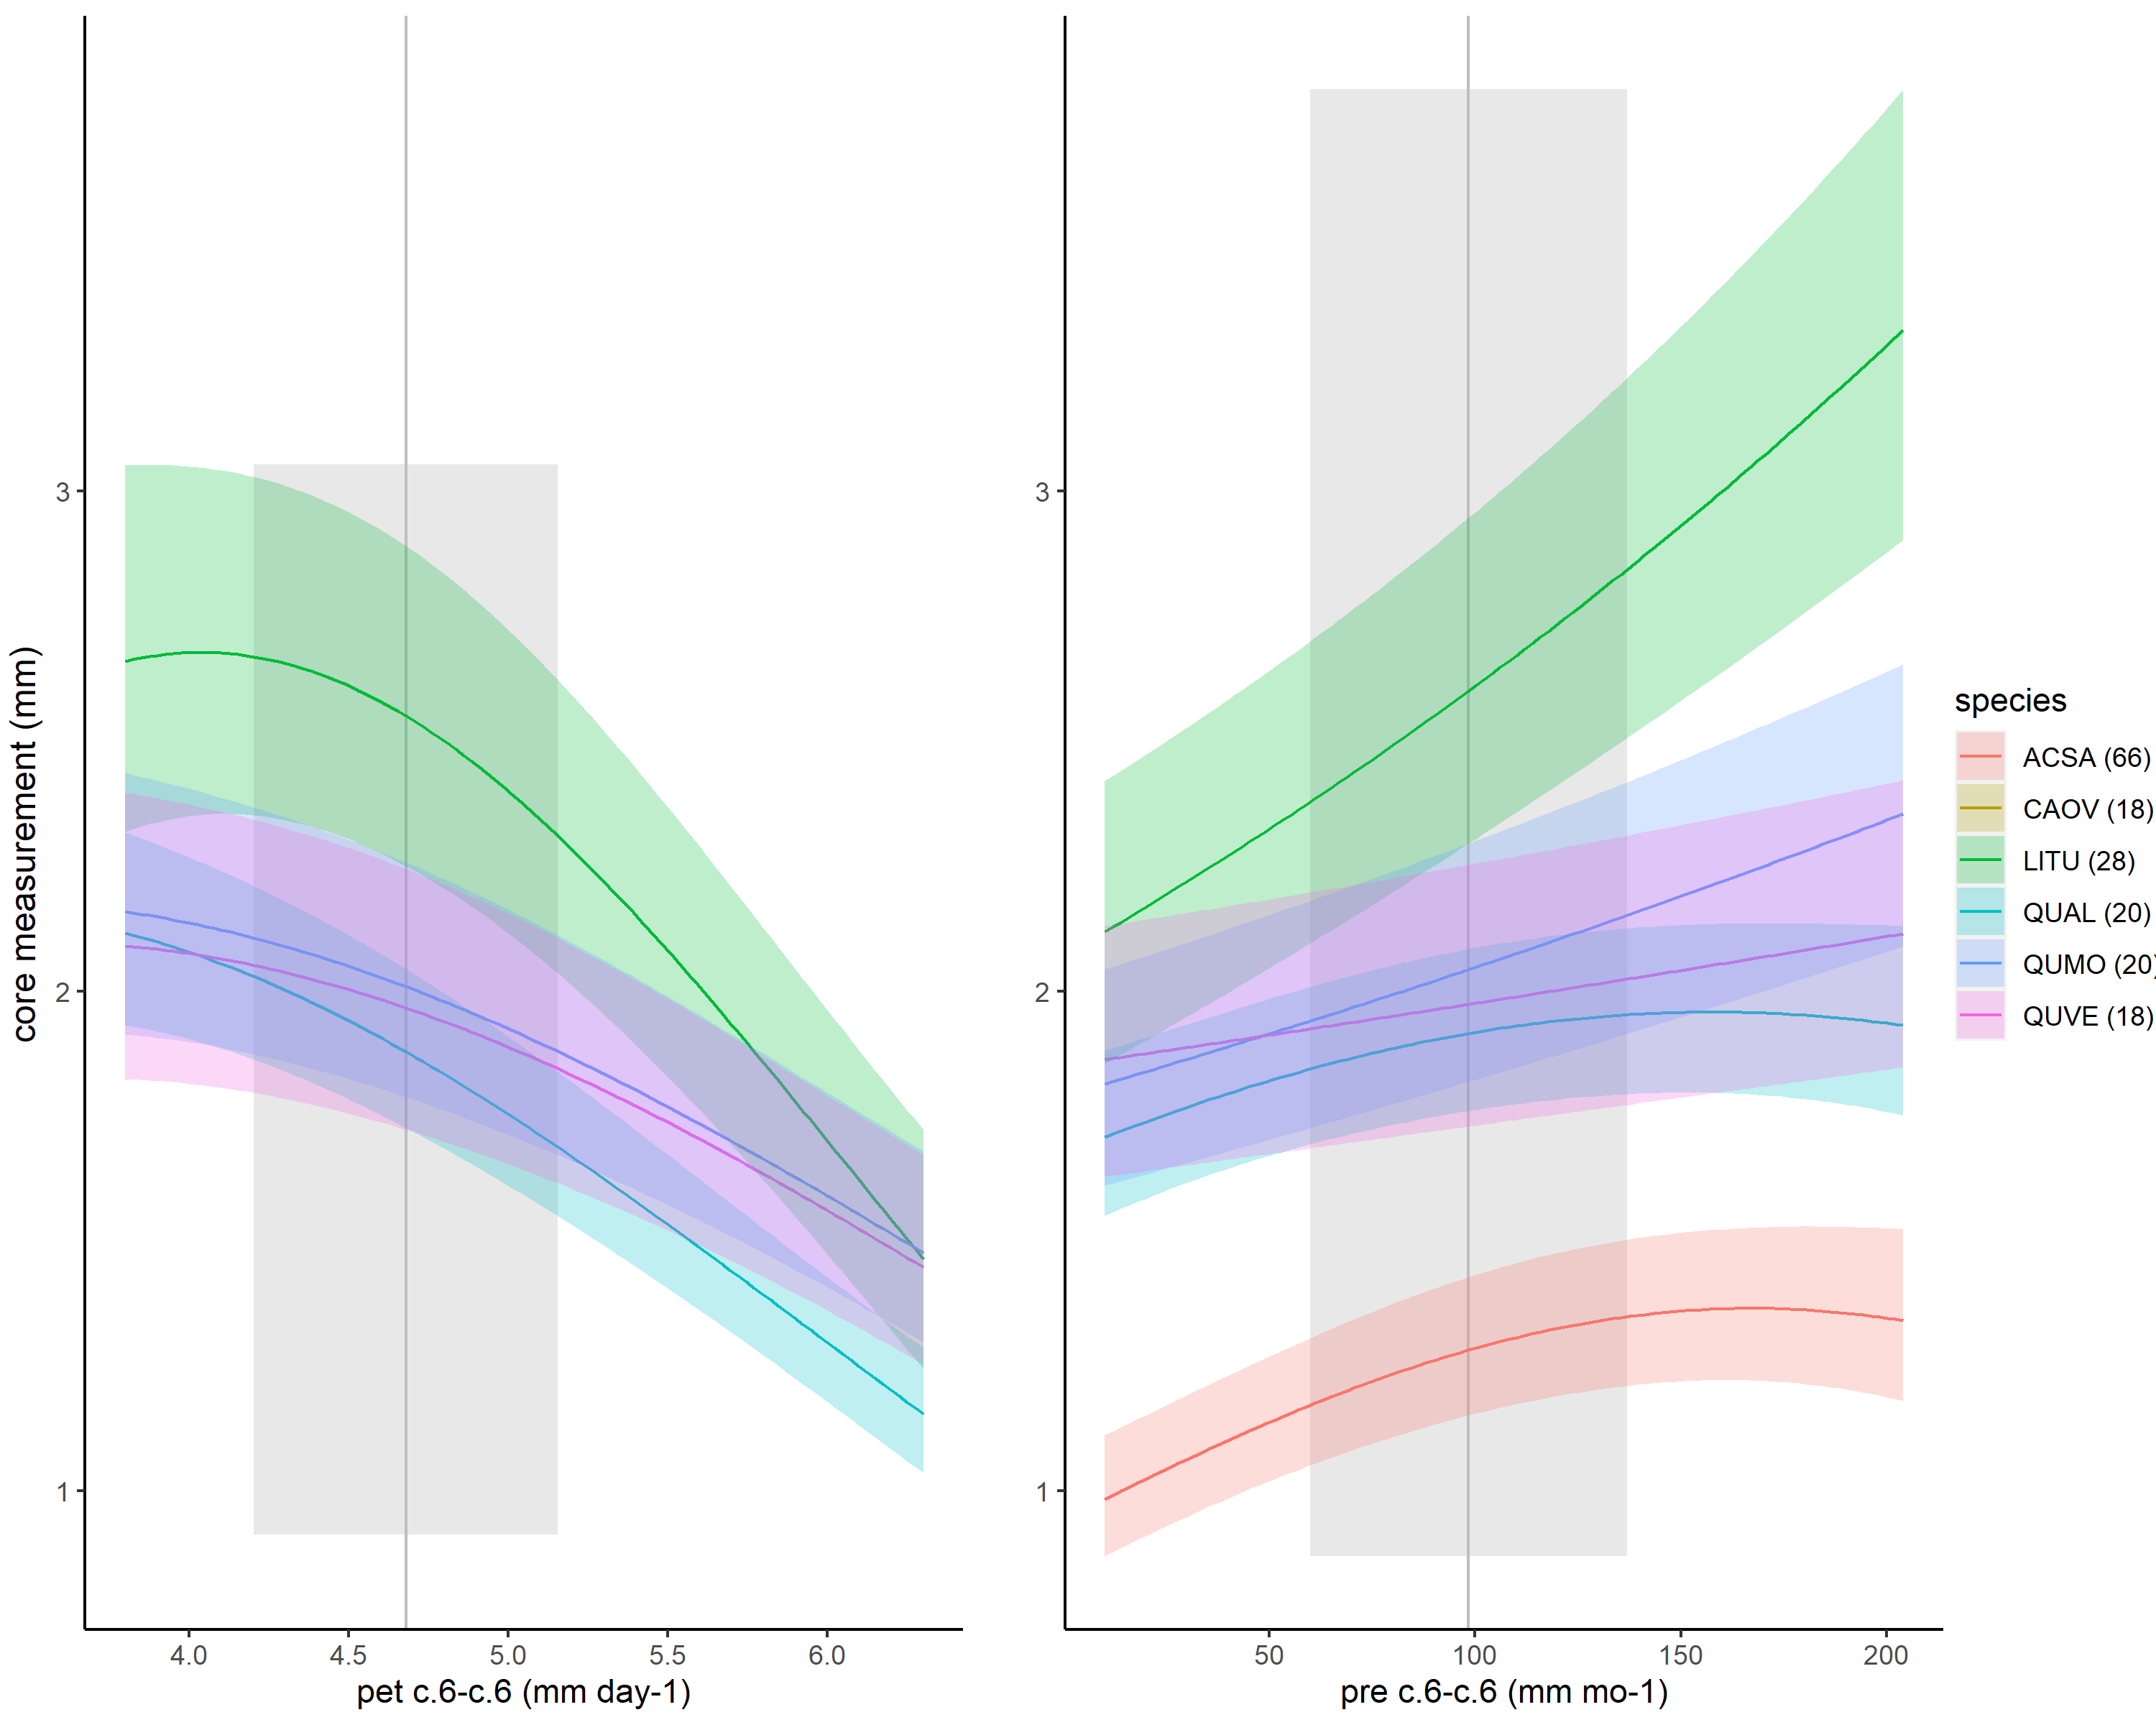 core measurement (mm)
3
2
1
4.0 4.5 5.0 5.5 6.0
pet c.6-c.6 (mm day-1)
3
2
1
50 100 150 200
pre c.6-c.6 (mm mo-1)
species
ACSA (66)
CAOV (18)
LITU (28)
QUAL (20)
QUMO (20)
QUVE (18)